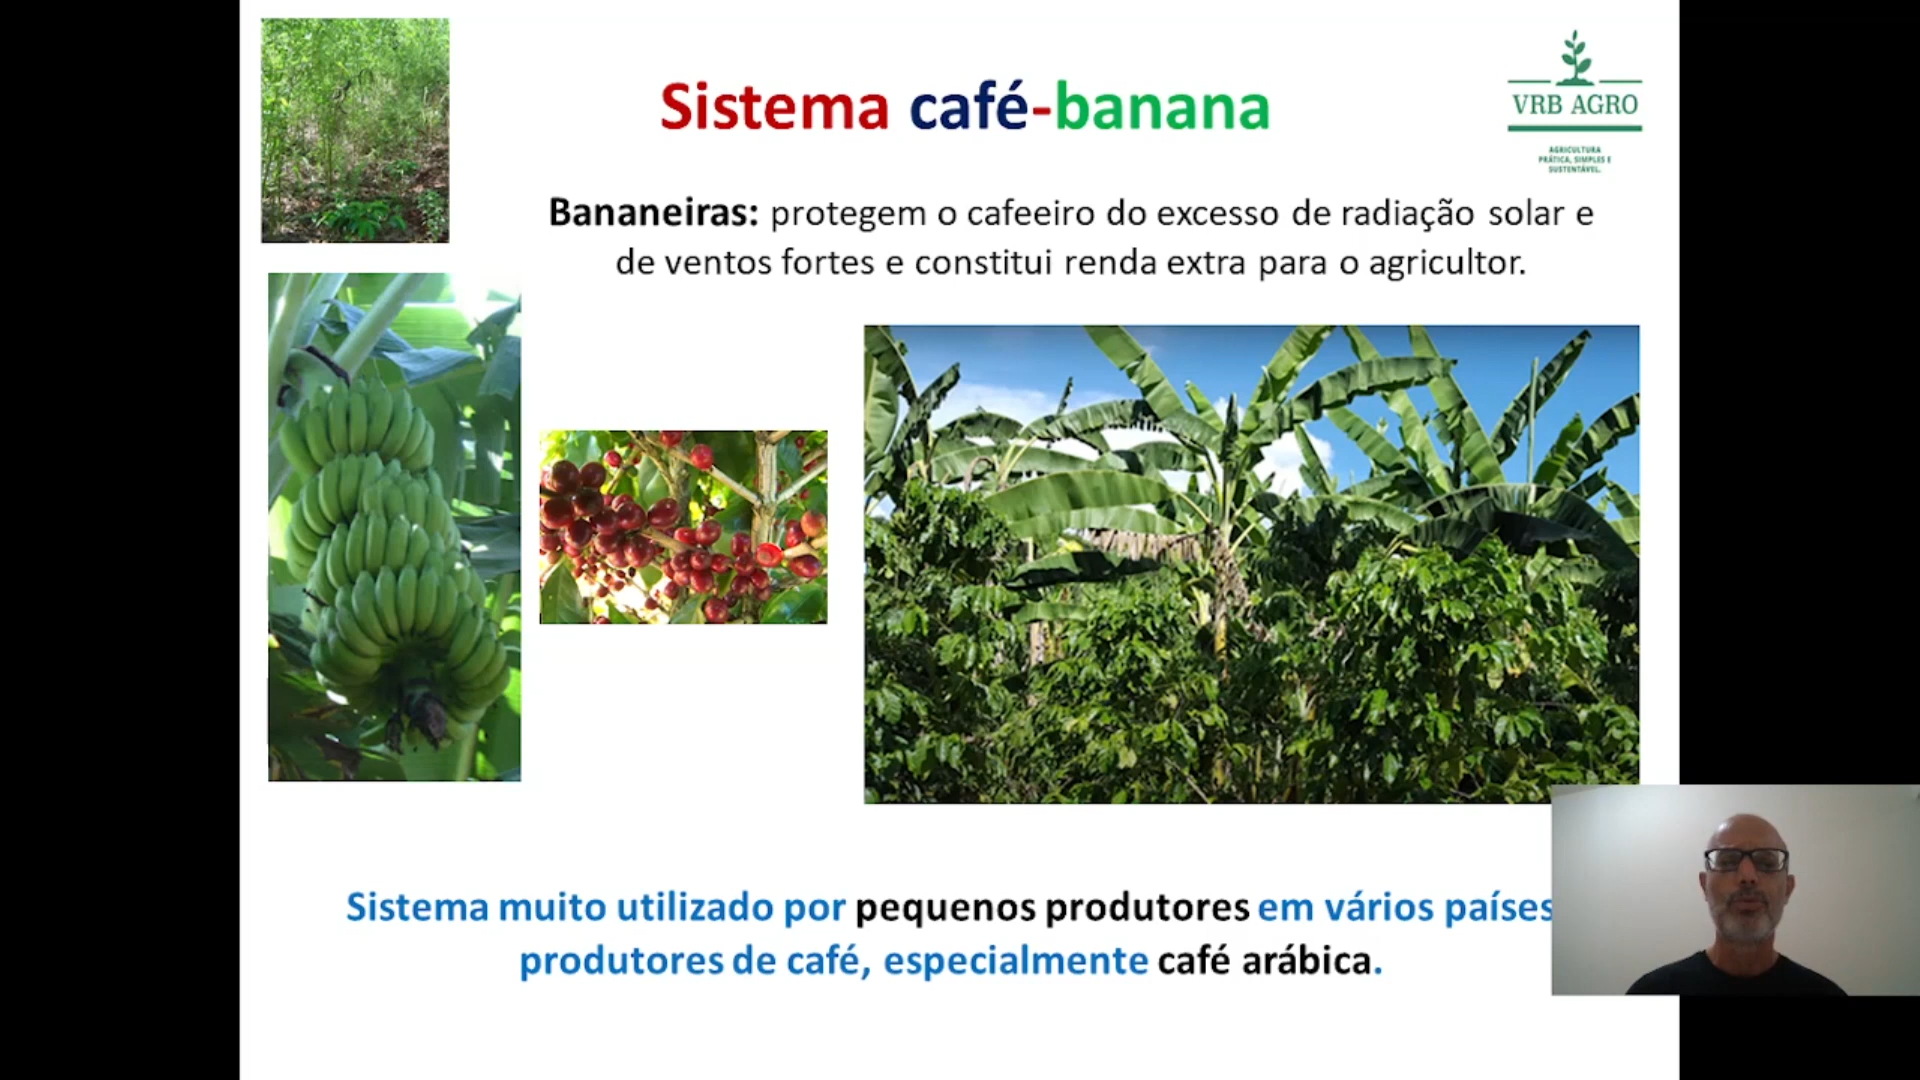 Sistema café-banana
VRB AGRO
AGRICULTURA
PRÁTICA, SIMPLES E
SUSTENTÁVEL.
Bananeiras: protegem o cafeeiro do excesso de radiação solar e
de ventos fortes e constitui renda extra para o agricultor.
Sistema muito utilizado por pequenos produtores em vários países
produtores de café, especialmente café arábica.